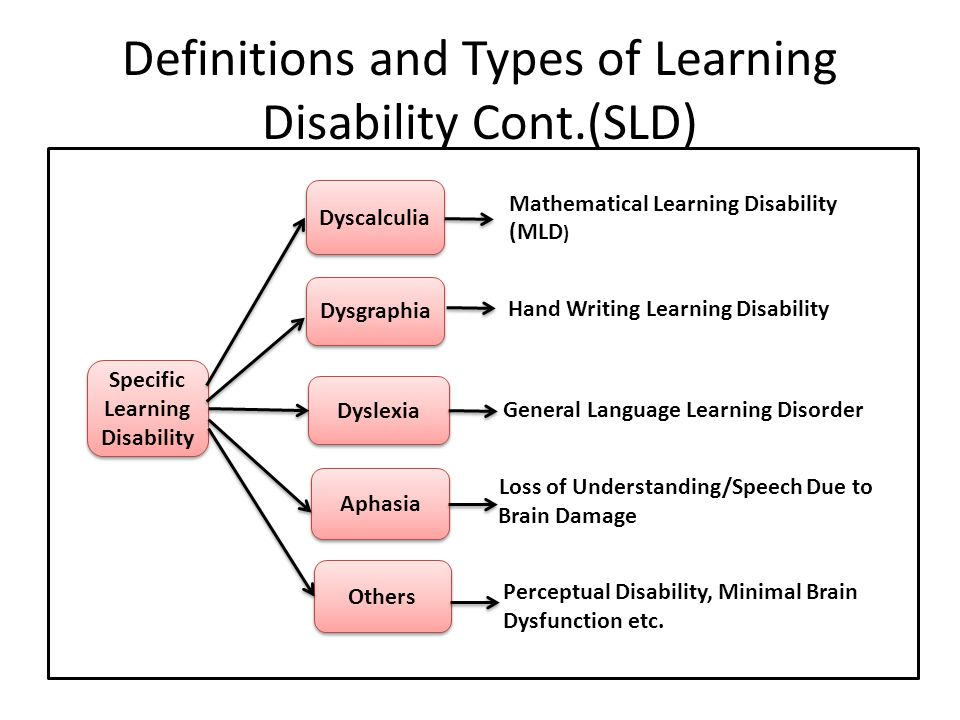 Definitions and Types of Learning
Disability Cont.(SLD)
Dyscalculia
Mathematical Learning Disability
(MLD)
Dysgraphia
Hand Writing Learning Disability
Specific
Learning
Disability
Dyslexia
General Language Learning Disorder
Aphasia
Loss of Understanding/Speech Due to
Brain Damage
Others
Perceptual Disability, Minimal Brain
Dysfunction etc.